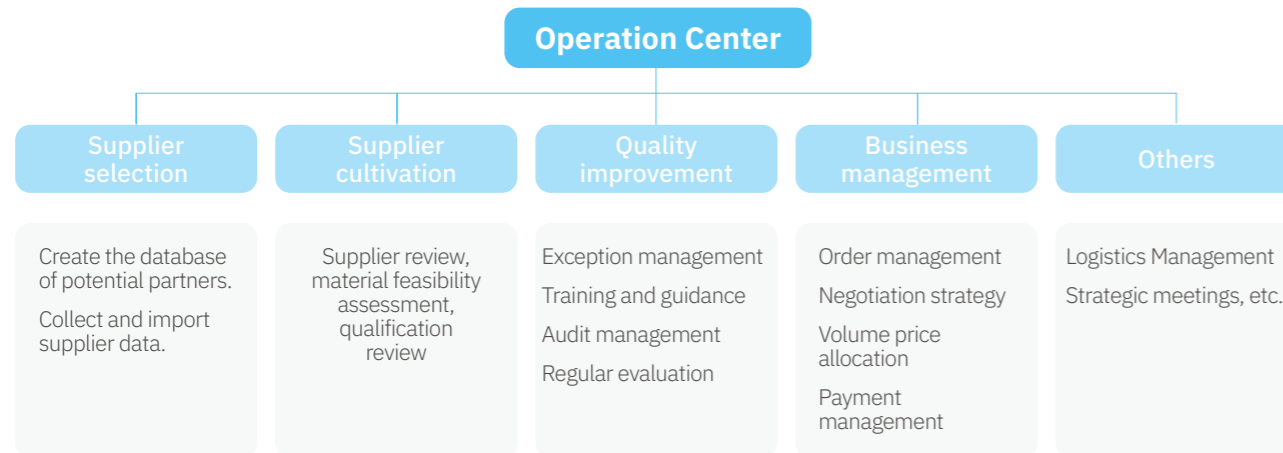 Operation Center
Supplier
selection
Supplier
cultivation
Quality
improvement
Business
management
Others
Create the database
of potential partners.
Collect and import
supplier data.
Supplier review,
material feasibility
assessment,
qualification
review
Exception management
Training and guidance
Audit management
Regular evaluation
Order management
Negotiation strategy
Volume price
allocation
Payment
management
Logistics Management
Strategic meetings, etc.